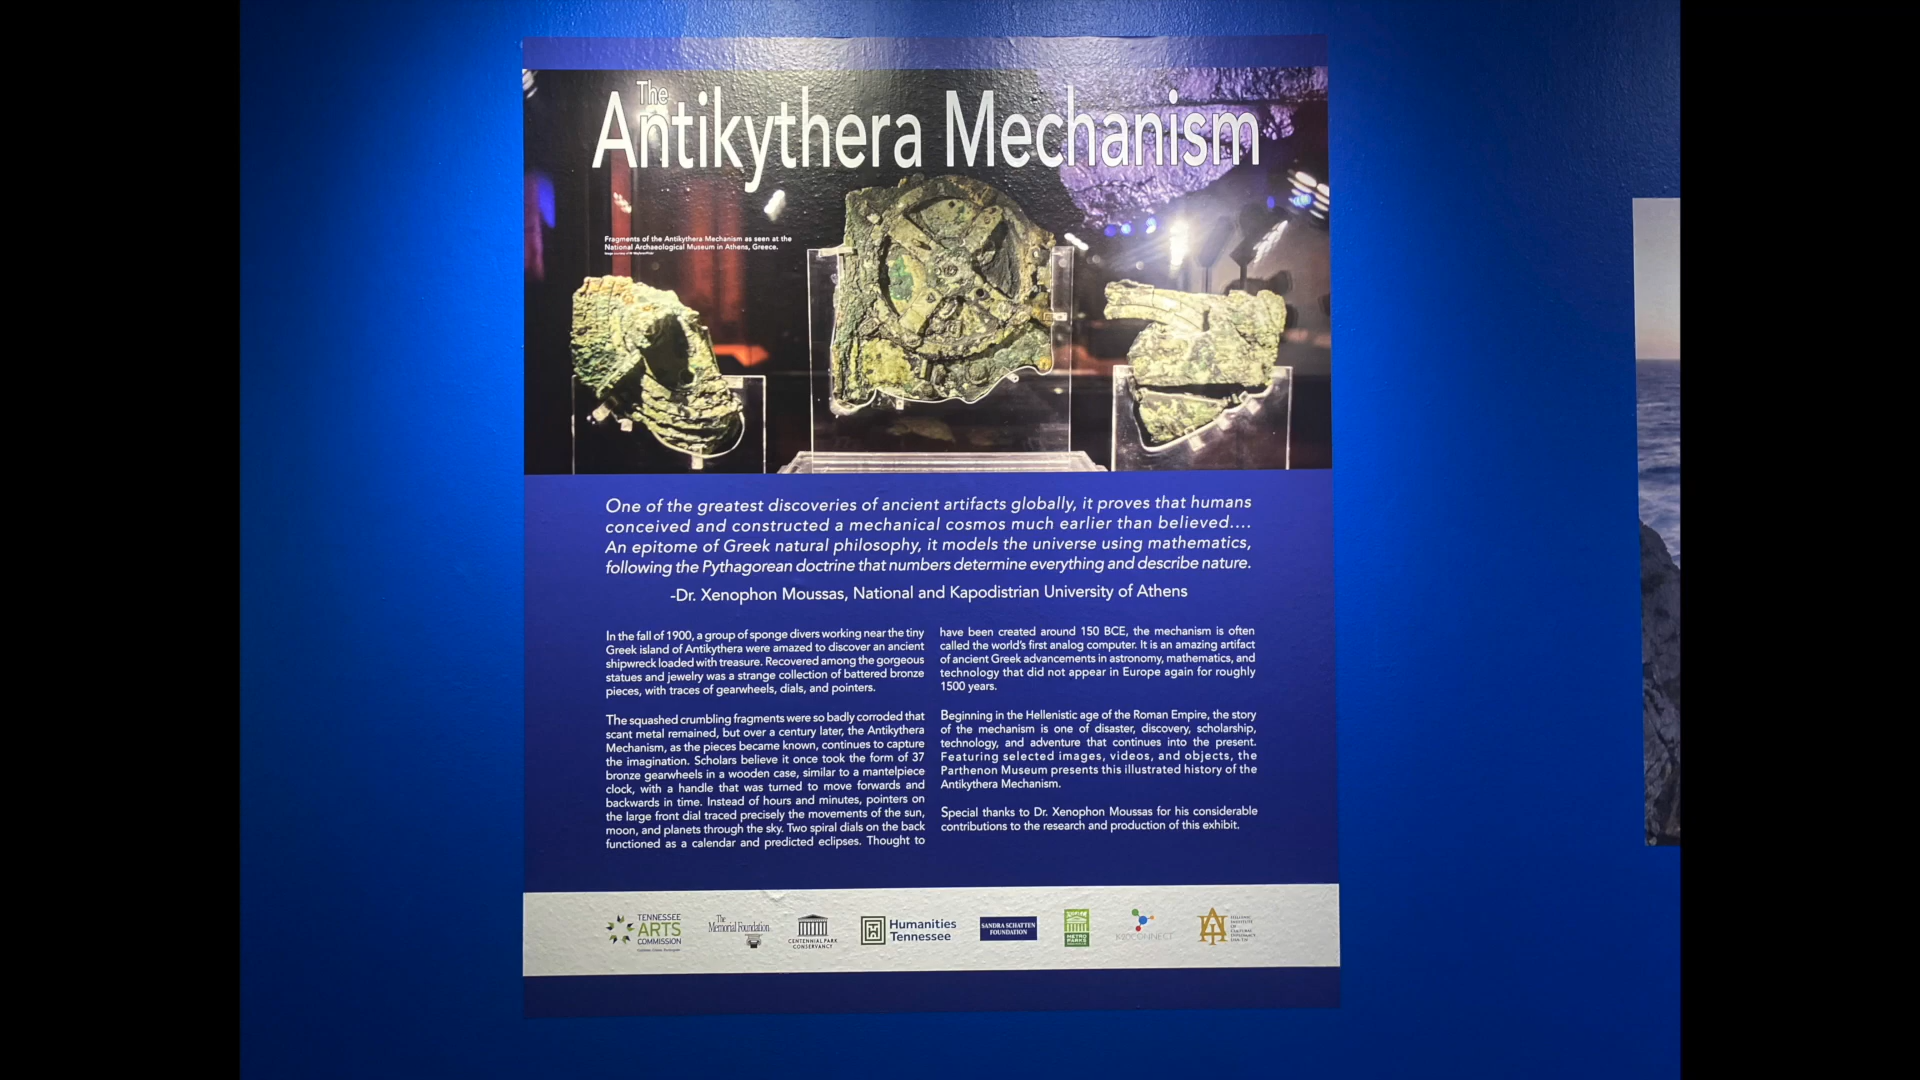 The
Antikythera Mechanism
Fragments of the Antikythera Mechanism as seen at the
National Archaeological Museum in Athens, Greece.
One of the greatest discoveries of ancient artifacts globally, it proves that humans
conceived and constructed a mechanical cosmos much earlier than believed....
An epitome of Greek natural philosophy, it models the universe using mathematics,
following the Pythagorean doctrine that numbers determine everything and describe nature.
-Dr. Xenophon Moussas, National and Kapodistrian University of Athens
In the fall of 1900, a group of sponge divers working near the tiny
Greek island of Antikythera were amazed to discover an ancient
shipwreck loaded with treasure. Recovered among the gorgeous
statues and jewelry was a strange collection of battered bronze
pieces, with traces of gearwheels, dials, and pointers.
The squashed crumbling fragments were so badly corroded that
scant metal remained, but over a century later, the Antikythera
Mechanism, as the pieces became known, continues to capture
the imagination. Scholars believe it once took the form of 37
bronze gearwheels in a wooden case, similar to a mantelpiece
clock, with a handle that was turned to move forwards and
backwards in time. Instead of hours and minutes, pointers on
the large front dial traced precisely the movements of the sun,
moon, and planets through the sky. Two spiral dials on the back
functioned as a calendar and predicted eclipses. Thought to
have been created around 150 BCE, the mechanism is often
called the world's first analog computer. It is an amazing artifact
of ancient Greek advancements in astronomy, mathematics, and
technology that did not appear in Europe again for roughly
1500 years.
Beginning in the Hellenistic age of the Roman Empire, the story
of the mechanism is one of disaster, discovery, scholarship,
technology, and adventure that continues into the present.
Featuring selected images, videos, and objects, the
Parthenon Museum presents this illustrated history of the
Antikythera Mechanism.
Special thanks to Dr. Xenophon Moussas for his considerable
contributions to the research and production of this exhibit.
TENNESSEE
ARTS
COMMISSION
The
Memorial Foundation
CENTENNIAL PARK
CONSERVANCY
Humanities
Tennessee
SANDRA SCHATTEN
FOUNDATION
METRO
PARKS